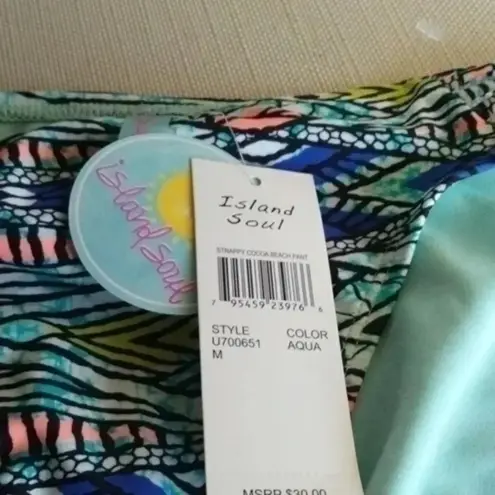 island soul
Island
Soul
STRAPPY COCOA BEACH PANT
7 95459 23976 6
STYLE COLOR
U700651 AQUA
M
MSRP $30.00